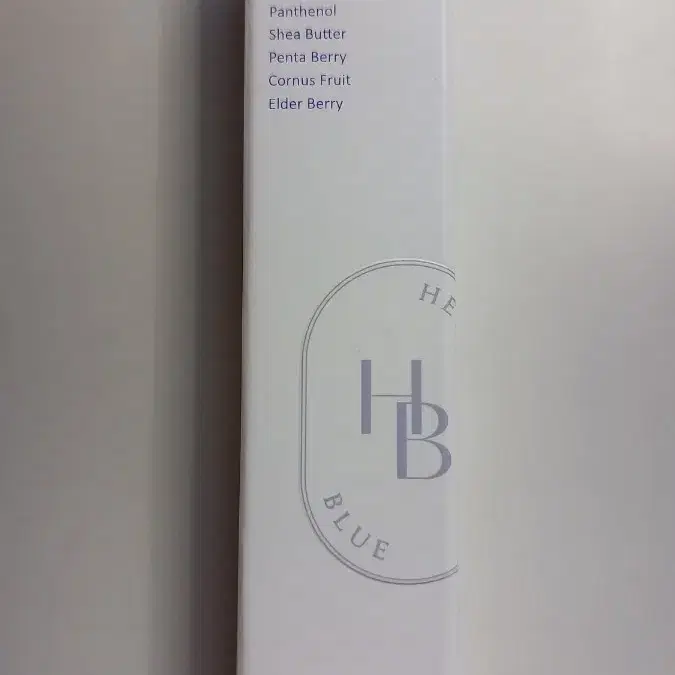 Panthenol
Shea Butter
Penta Berry
Cornus Fruit
Elder Berry
HE
HB
BLUE